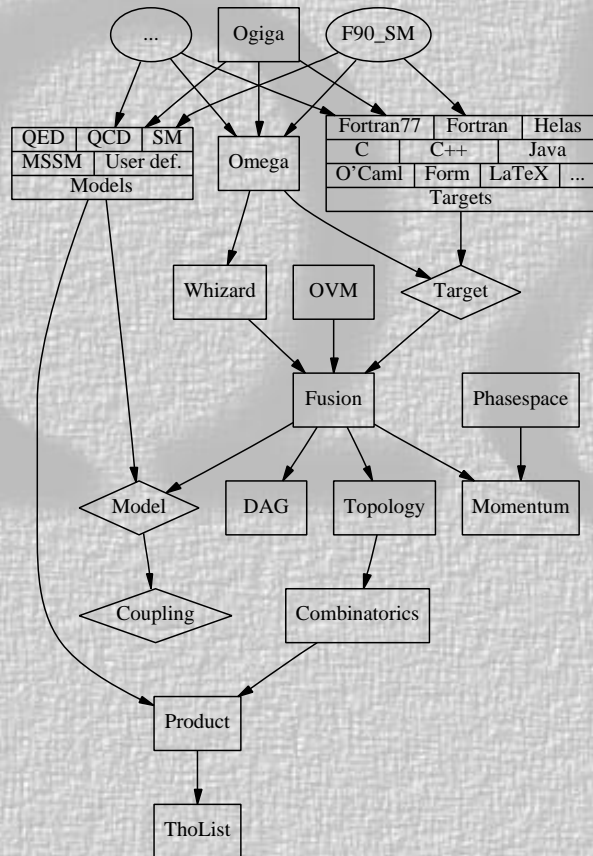 ...
Ogiga
F90_SM
QED QCD SM
MSSM User def.
Models
Omega
Fortran77 Fortran Helas
C C++ Java
O'Caml Form LaTeX ...
Targets
Whizard
OVM
Target
Fusion
Phasespace
Model
DAG
Topology
Momentum
Coupling
Combinatorics
Product
ThoList